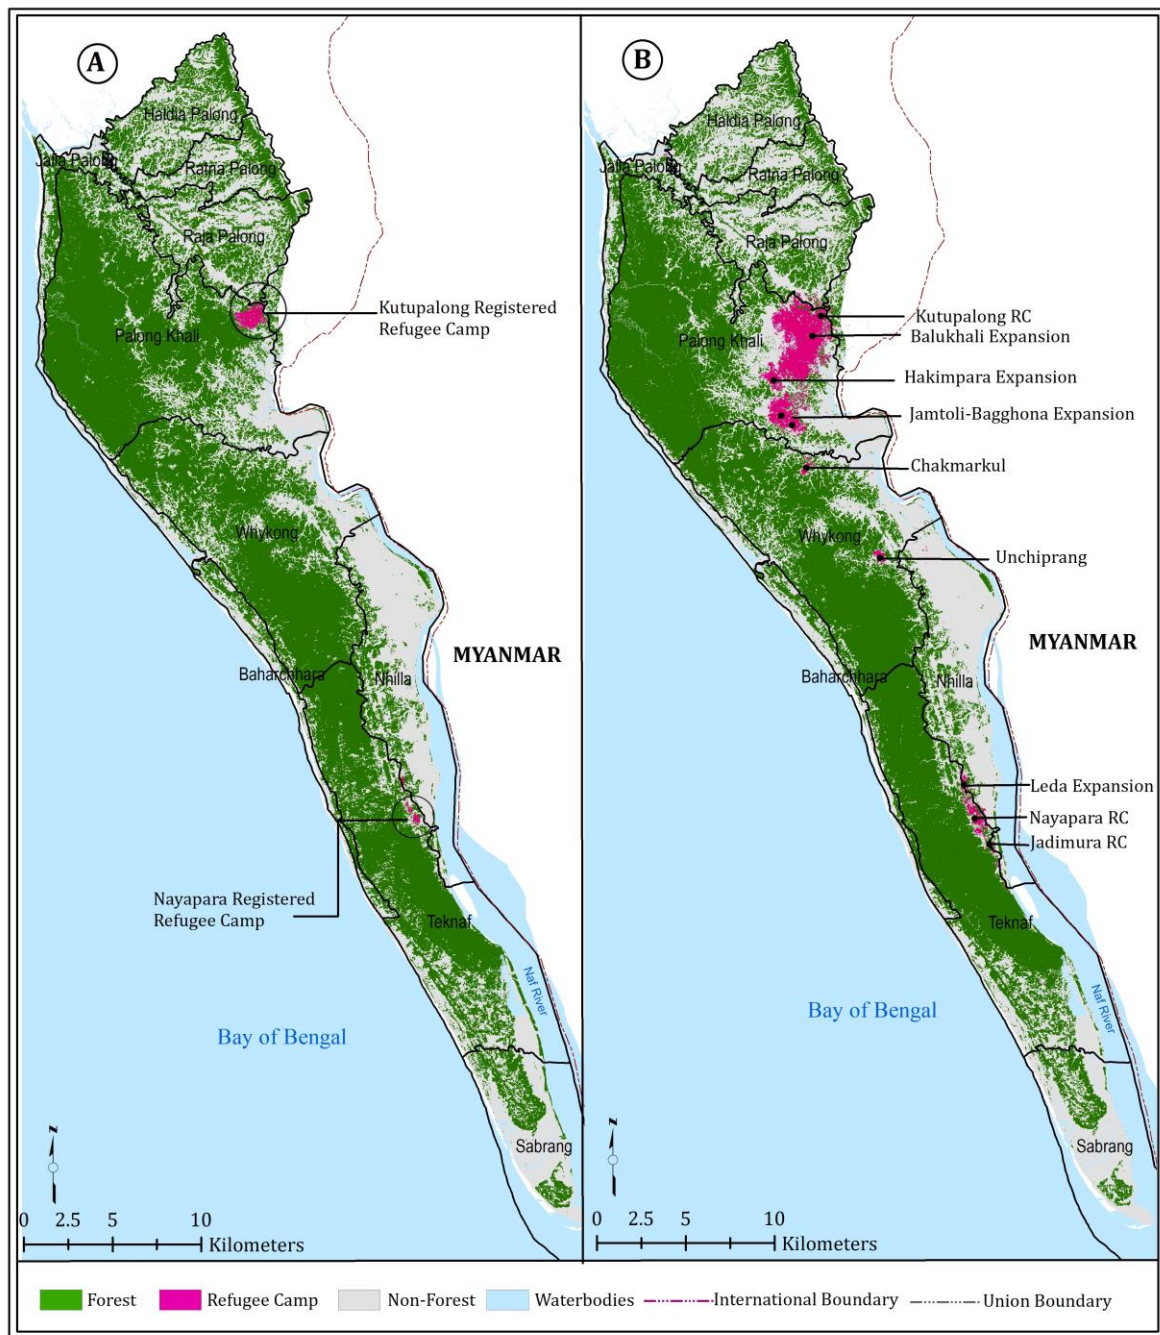 A
Haldia Palong
Jalia Palong
Ratna Palong
Raja Palong
Kutupalong Registered
Refugee Camp
Palong Khali
Whykong
MYANMAR
Baharchhara
Nhilla
Nayapara Registered
Refugee Camp
Teknaf
Naf River
Bay of Bengal
Sabrang
z
0 2.5 5 10
Kilometers
B
Haldia Palong
Jalia Palong
Ratna Palong
Raja Palong
Kutupalong RC
Palong Khali
Balukhali Expansion
Hakimpara Expansion
Jamtoli-Bagghona Expansion
Chakmarkul
Whykong
Unchiprang
MYANMAR
Baharchhara
Nhilla
Leda Expansion
Nayapara RC
Jadimura RC
Teknaf
Naf River
Bay of Bengal
Sabrang
z
0 2.5 5 10
Kilometers
Forest Refugee Camp Non-Forest Waterbodies International Boundary Union Boundary